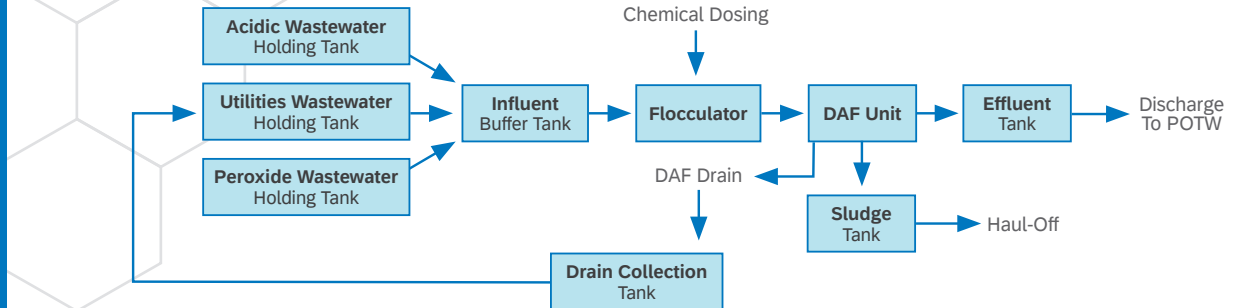 Chemical Dosing
Acidic Wastewater
Holding Tank
Utilities Wastewater
Holding Tank
Peroxide Wastewater
Holding Tank
Influent
Buffer Tank
Flocculator
DAF Unit
Effluent
Tank
Discharge
To POTW
DAF Drain
Sludge
Tank
Haul-Off
Drain Collection
Tank